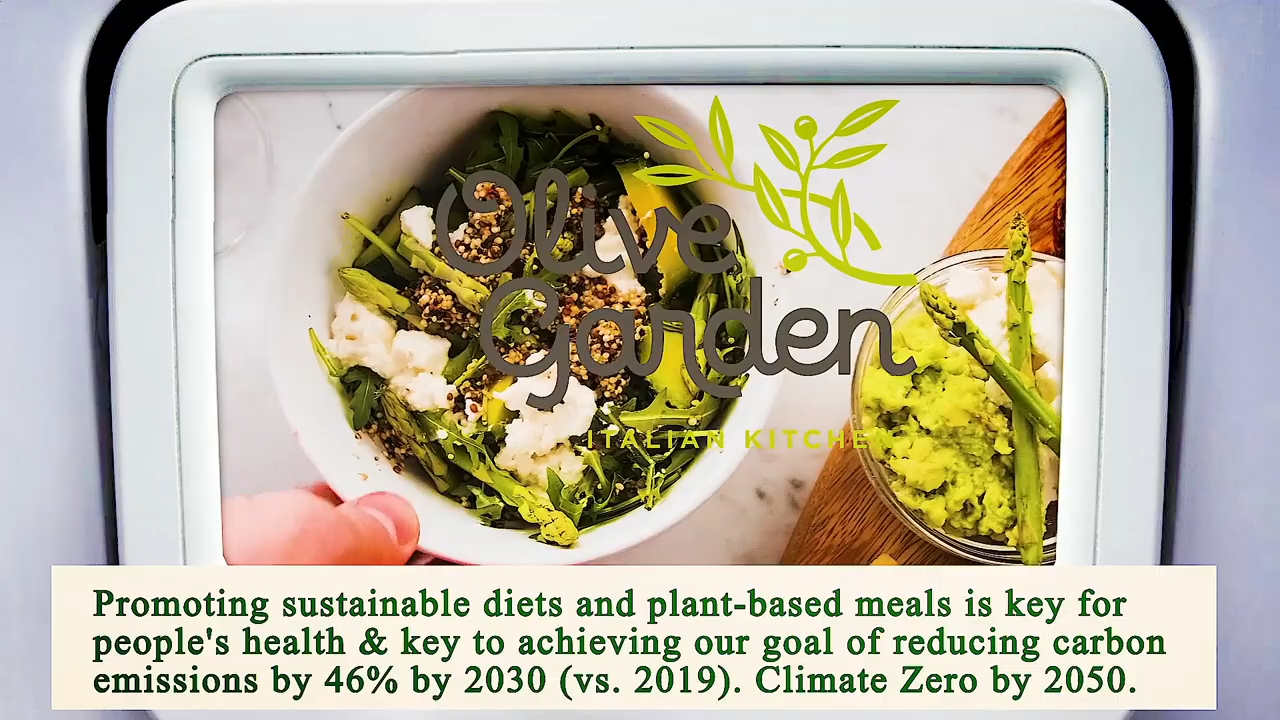 Olive
Garden
ITALIAN KITCHEN
Promoting sustainable diets and plant-based meals is key for
people's health & key to achieving our goal of reducing carbon
emissions by 46% by 2030 (vs. 2019). Climate Zero by 2050.